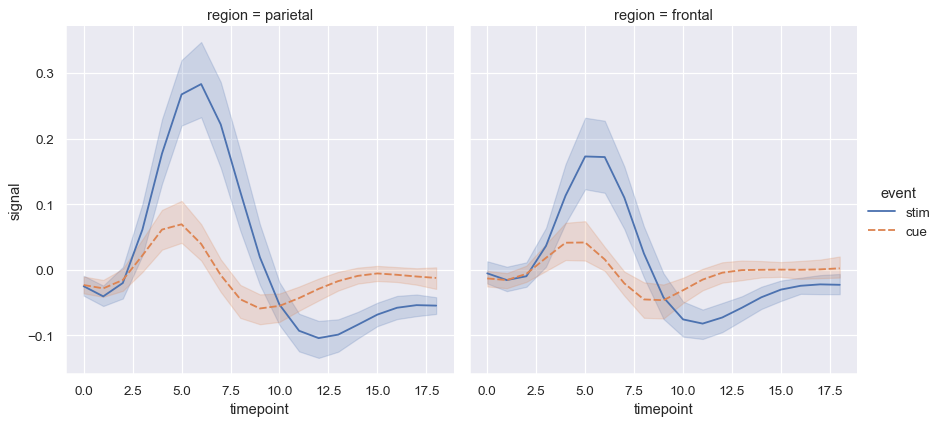 region = parietal
region = frontal
signal
0.3
0.2
0.1
0.0
−0.1
0.0 2.5 5.0 7.5 10.0 12.5 15.0 17.5
timepoint
0.0 2.5 5.0 7.5 10.0 12.5 15.0 17.5
timepoint
event
stim
cue